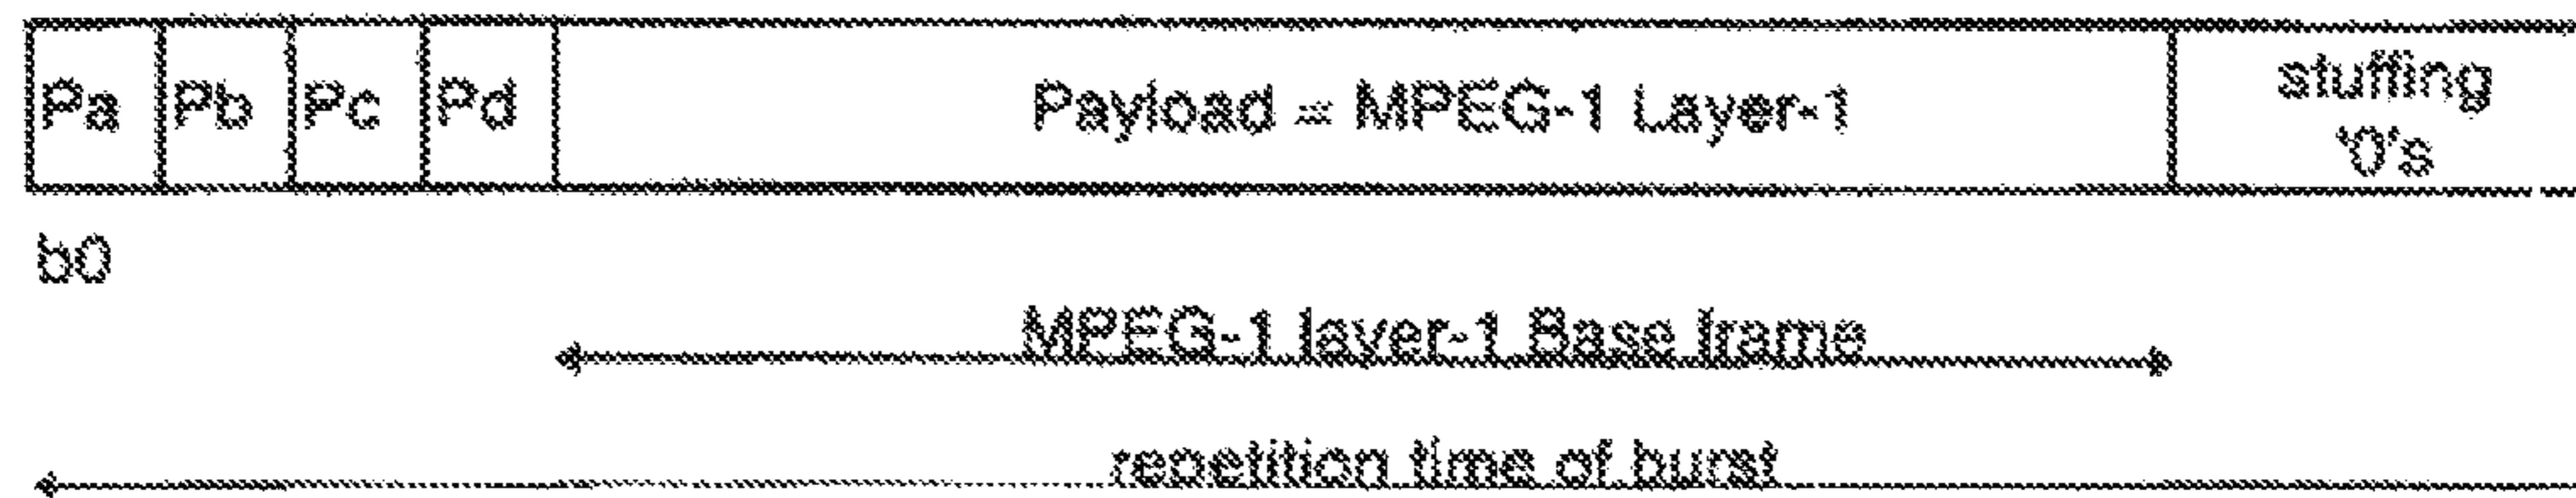 Pa Pb Pc Pd Payload = MPEG-1 Layer-1 stuffing
'0's
b0
MPEG-1 layer-1 Base frame
repetition time of burst